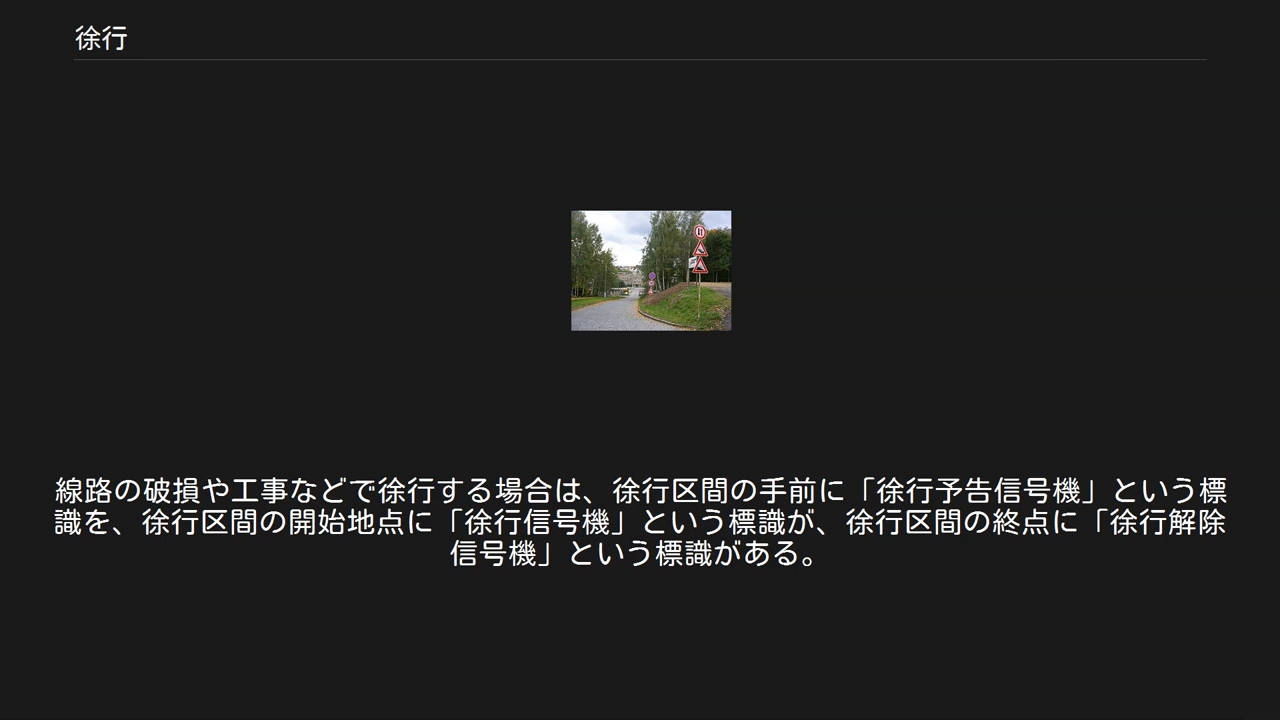 徐行
線路の破損や工事などで徐行する場合は、徐行区間の手前に「徐行予告信号機」という標
識を、徐行区間の開始地点に「徐行信号機」という標識が、徐行区間の終点に「徐行解除
信号機」という標識がある。